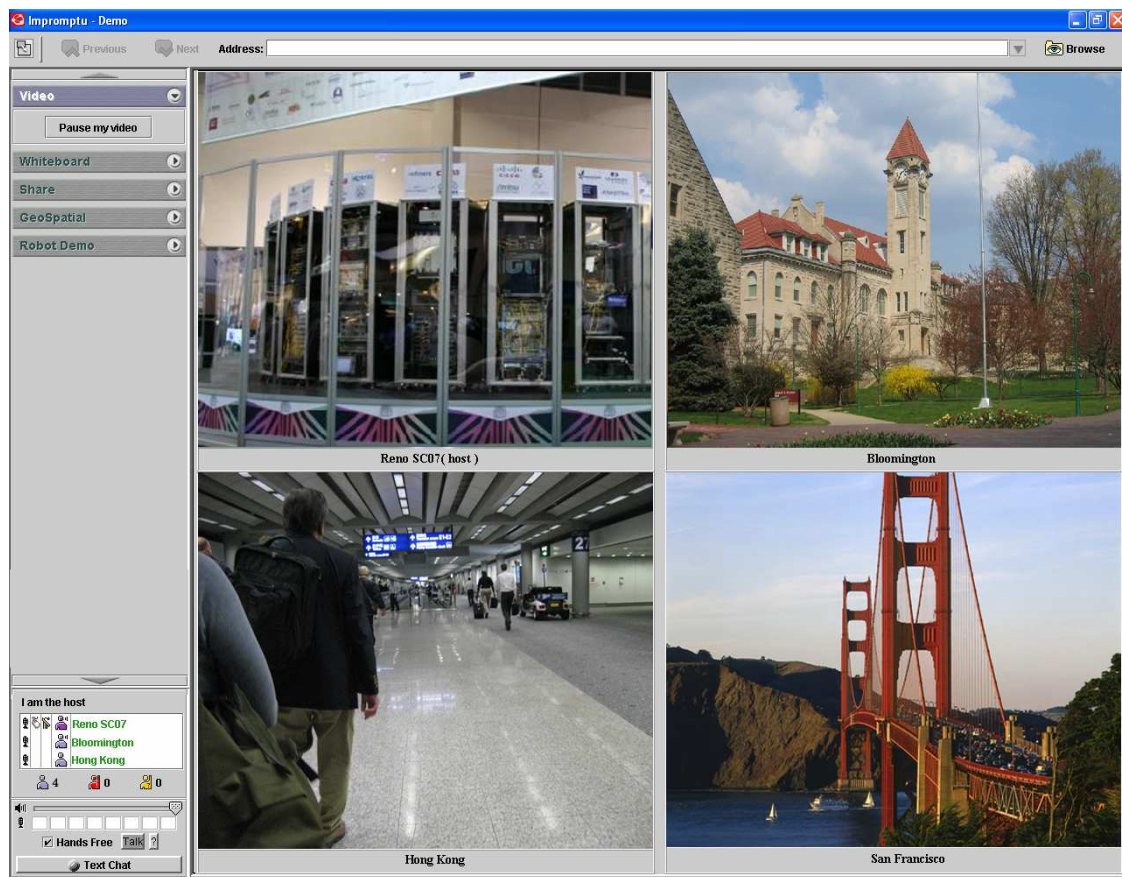 Impromptu - Demo
Previous Next Address: Browse
Video
Pause my video
Whiteboard
Share
GeoSpatial
Robot Demo
Reno SC07( host )
Bloomington
27
Hong Kong
San Francisco
I am the host
Reno SC07
Bloomington
Hong Kong
4 0 0
Hands Free Talk ?
Text Chat